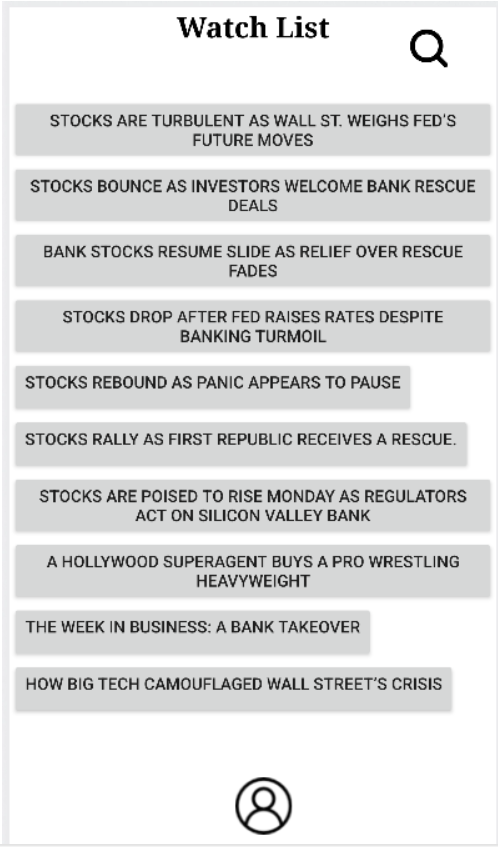 Watch List
STOCKS ARE TURBULENT AS WALL ST. WEIGHS FED'S
FUTURE MOVES
STOCKS BOUNCE AS INVESTORS WELCOME BANK RESCUE
DEALS
BANK STOCKS RESUME SLIDE AS RELIEF OVER RESCUE
FADES
STOCKS DROP AFTER FED RAISES RATES DESPITE
BANKING TURMOIL
STOCKS REBOUND AS PANIC APPEARS TO PAUSE
STOCKS RALLY AS FIRST REPUBLIC RECEIVES A RESCUE.
STOCKS ARE POISED TO RISE MONDAY AS REGULATORS
ACT ON SILICON VALLEY BANK
A HOLLYWOOD SUPERAGENT BUYS A PRO WRESTLING
HEAVYWEIGHT
THE WEEK IN BUSINESS: A BANK TAKEOVER
HOW BIG TECH CAMOUFLAGED WALL STREET'S CRISIS